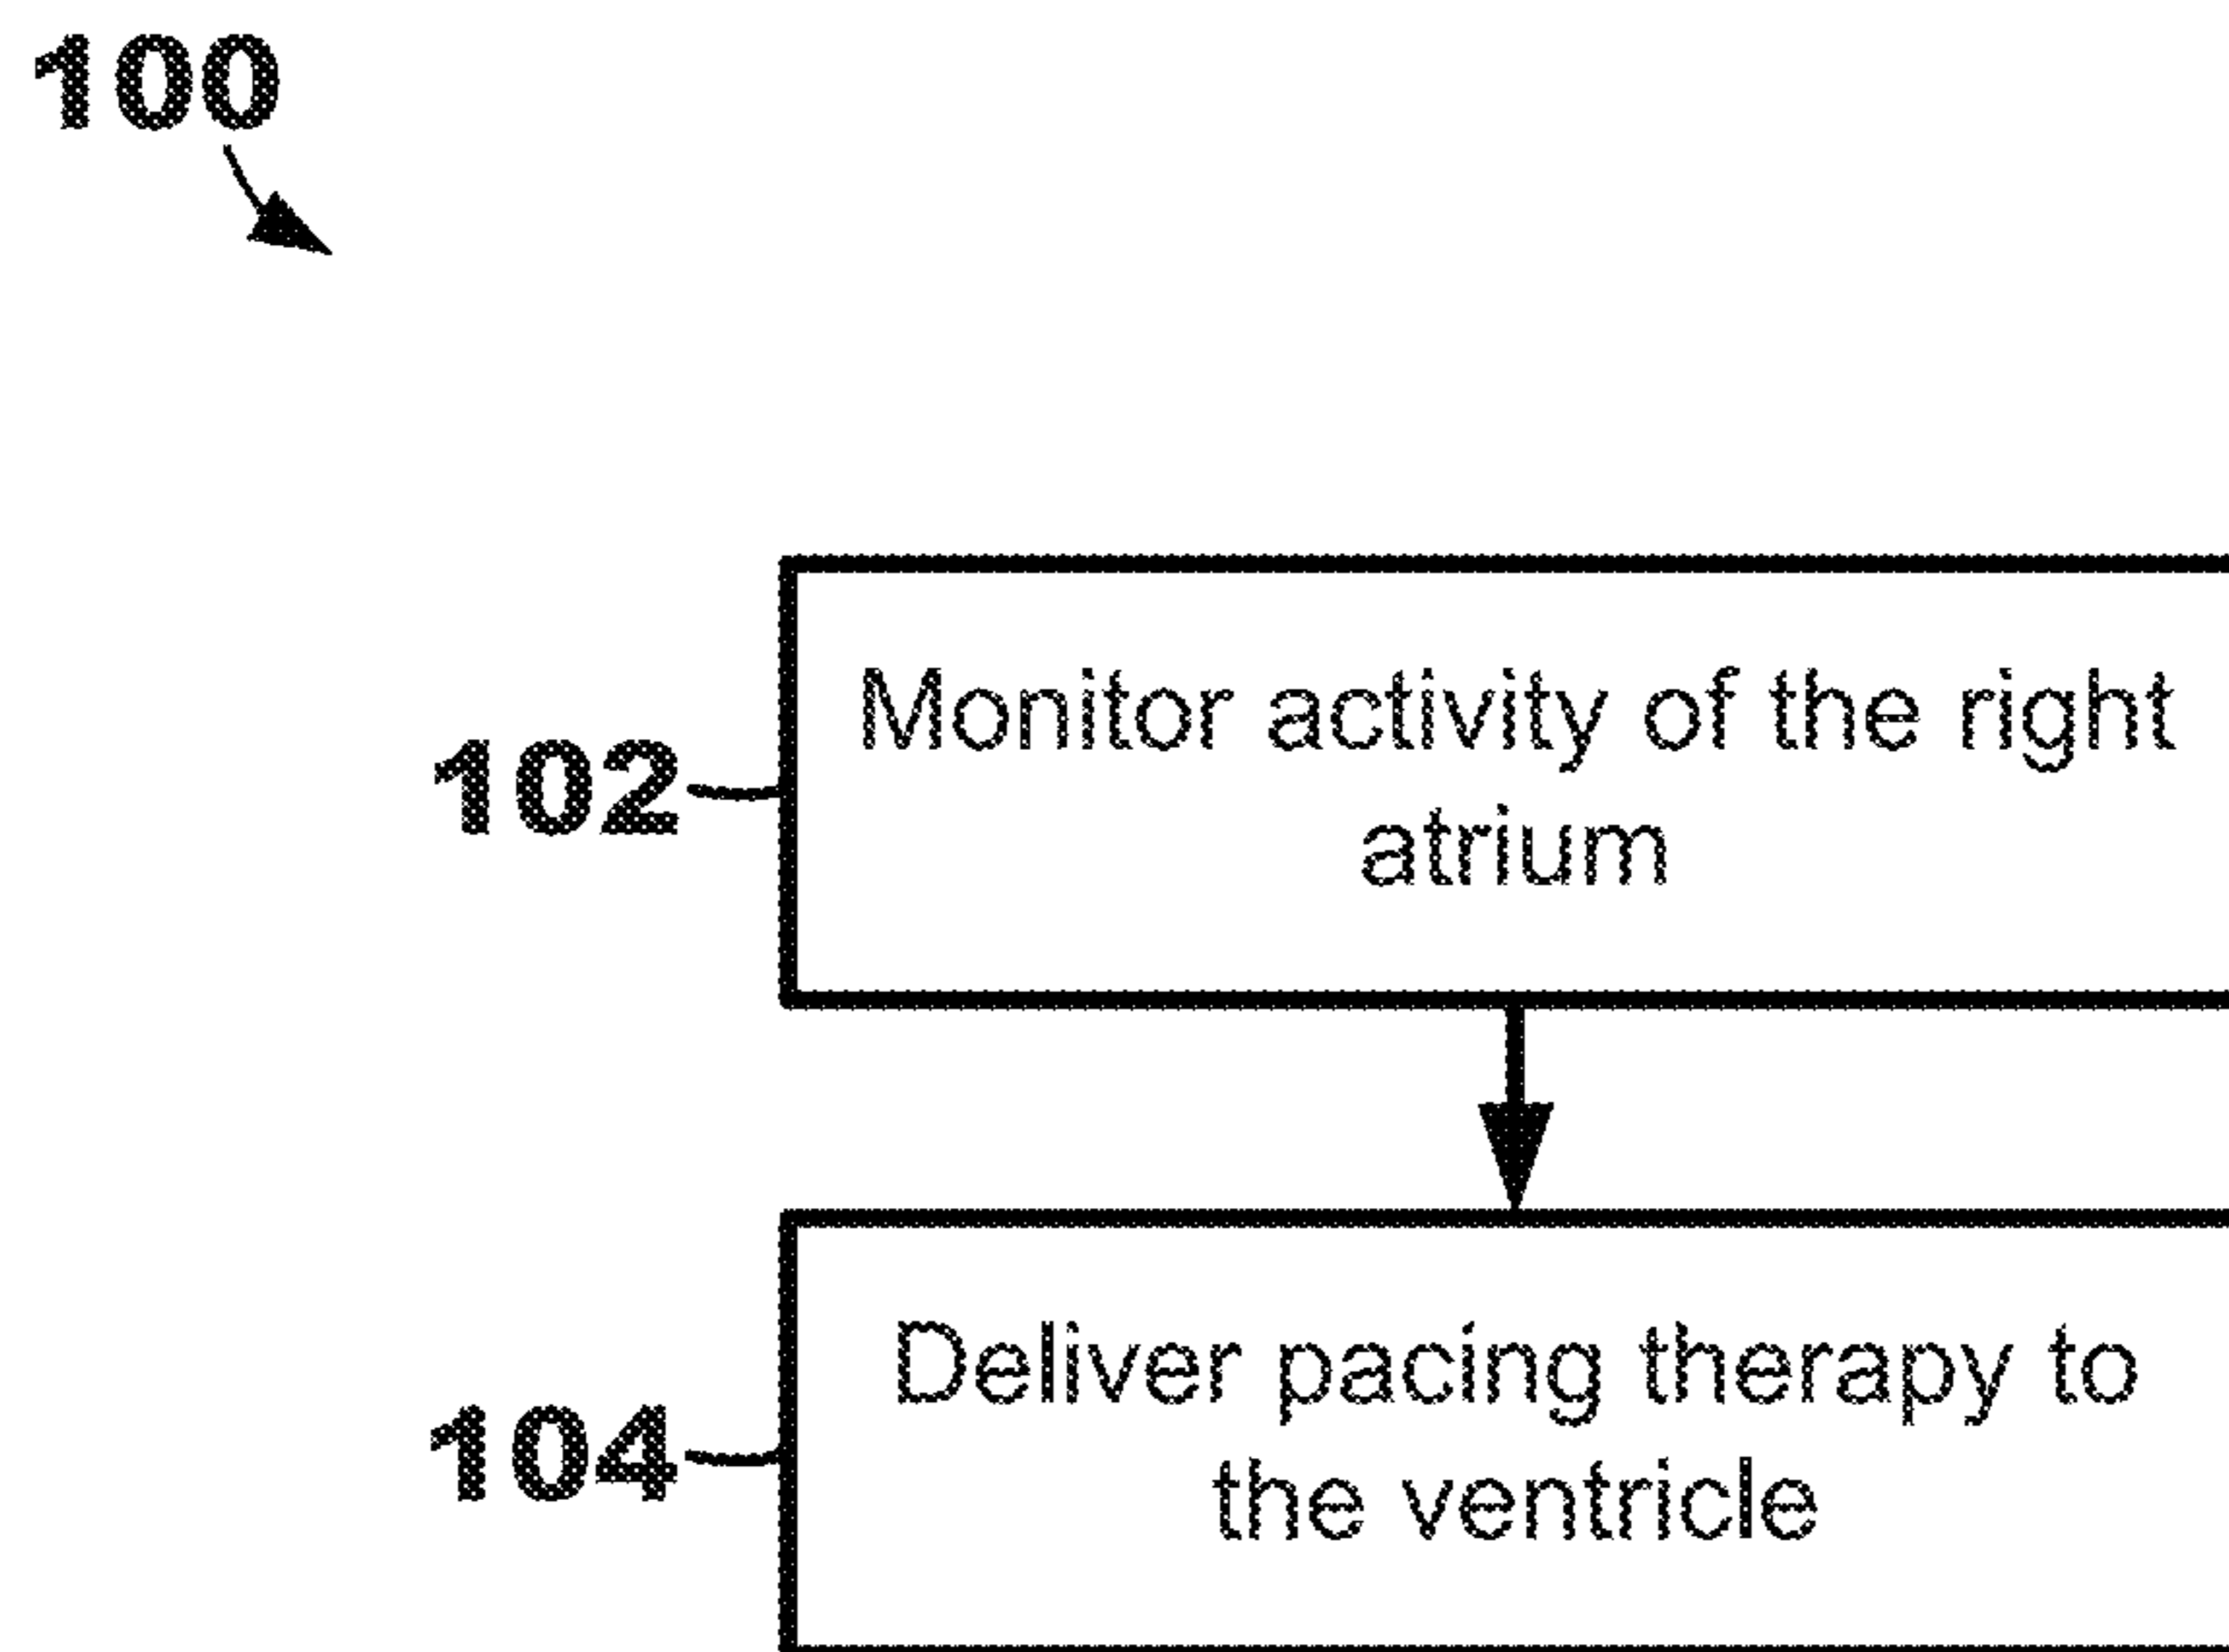 100
102
Monitor activity of the right
atrium
104
Deliver pacing therapy to
the ventricle